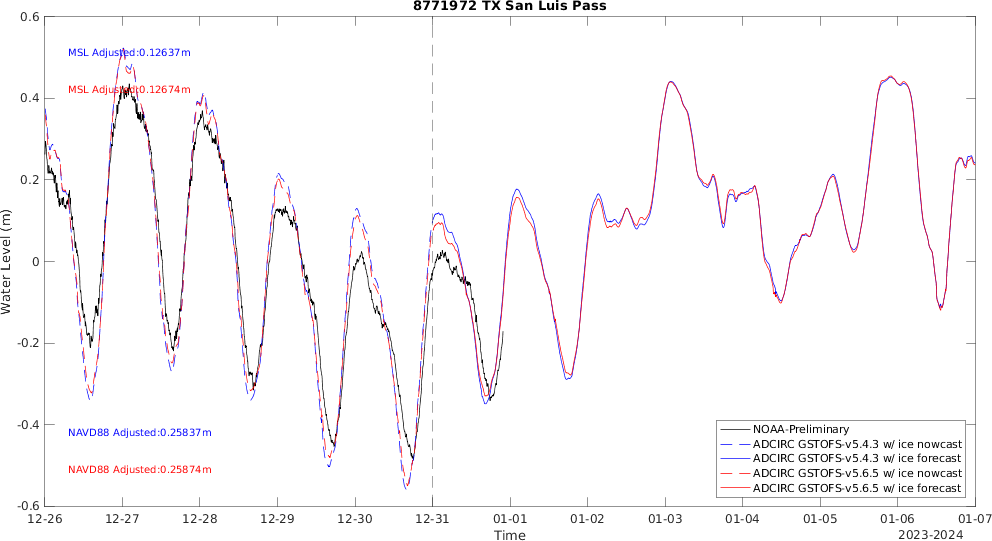 8771972 TX San Luis Pass
0.6
0.4
0.2
0
-0.2
-0.4
-0.6
Water Level (m)
MSL Adjusted:0.12637m
MSL Adjusted:0.12674m
NAVD88 Adjusted:0.25837m
NAVD88 Adjusted:0.25874m
NOAA-Preliminary
ADCIRC GSTOFS-v5.4.3 w/ ice nowcast
ADCIRC GSTOFS-v5.4.3 w/ ice forecast
ADCIRC GSTOFS-v5.6.5 w/ ice nowcast
ADCIRC GSTOFS-v5.6.5 w/ ice forecast
12-26 12-27 12-28 12-29 12-30 12-31 01-01 01-02 01-03 01-04 01-05 01-06 01-07
Time
2023-2024